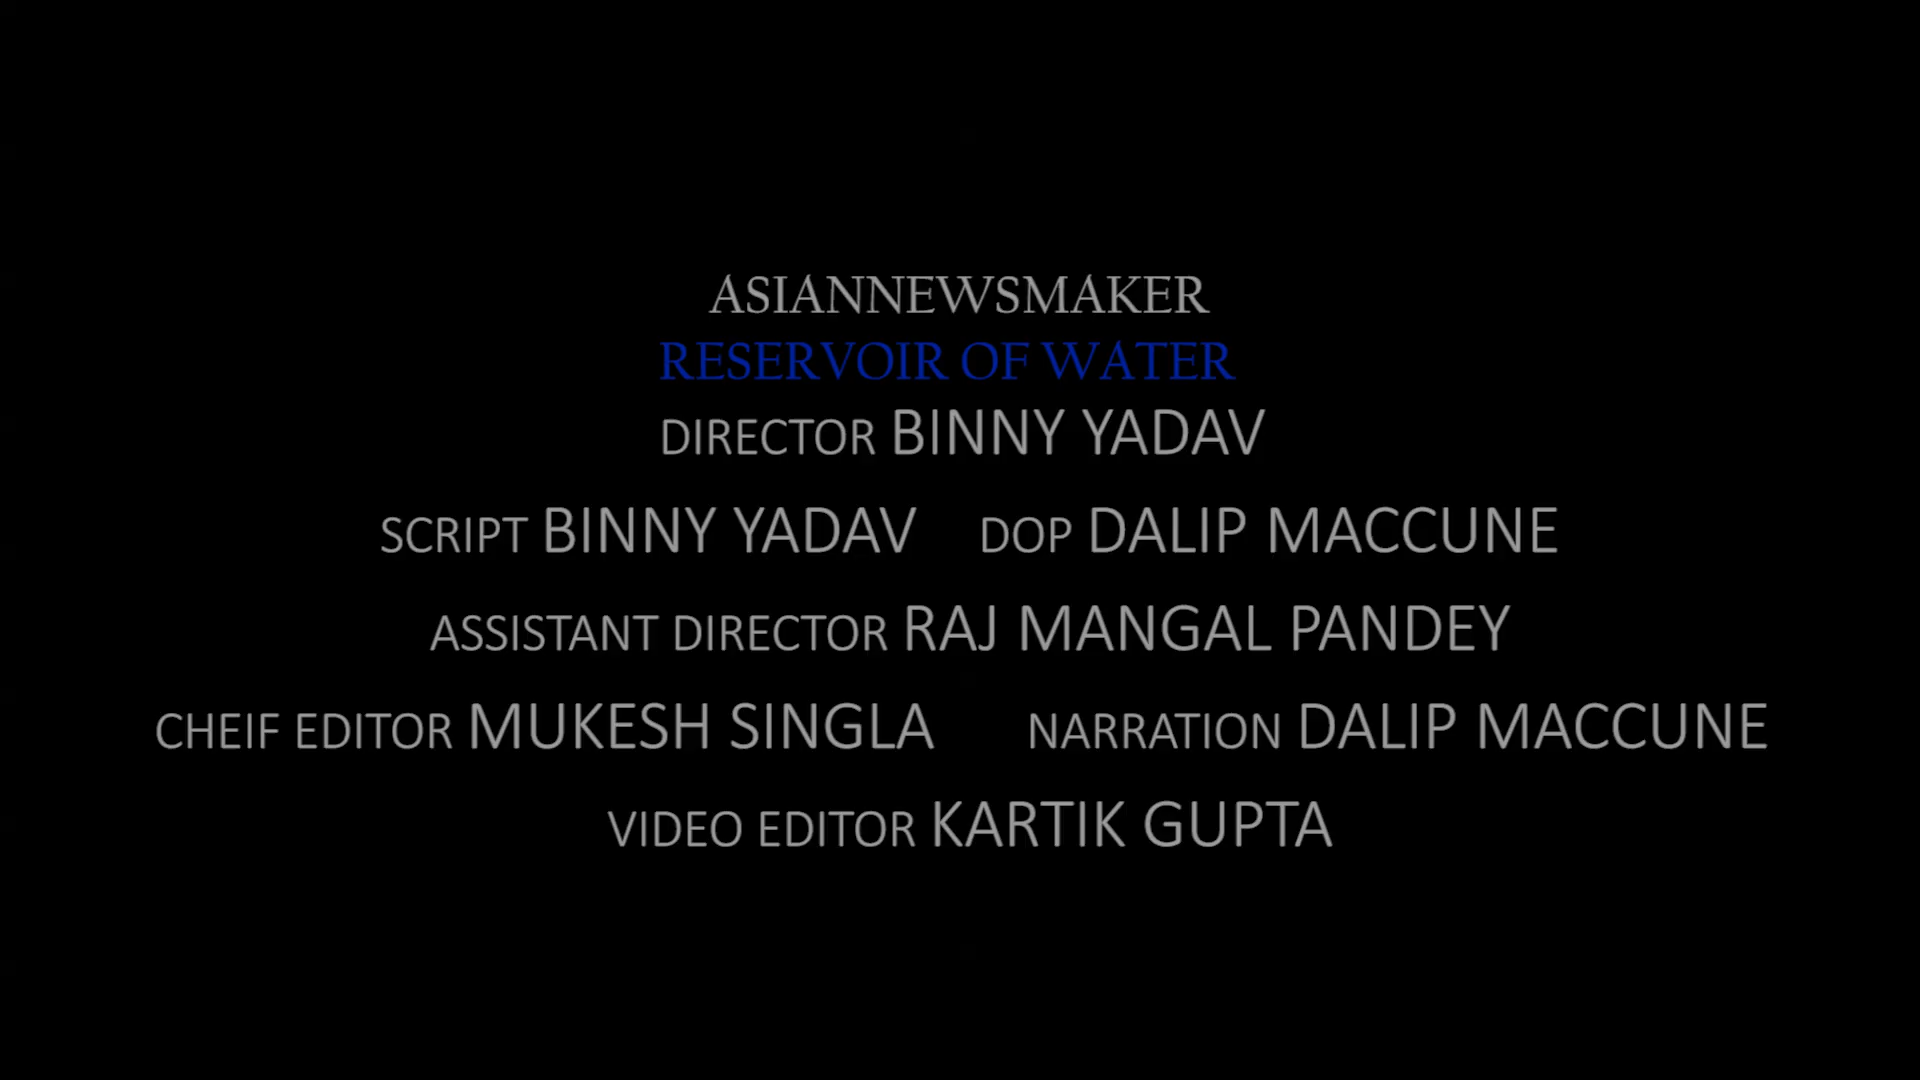 ASIANNEWSMAKER
RESERVOIR OF WATER
DIRECTOR BINNY YADAV
SCRIPT BINNY YADAV DOP DALIP MACCUNE
ASSISTANT DIRECTOR RAJ MANGAL PANDEY
CHEIF EDITOR MUKESH SINGLA NARRATION DALIP MACCUNE
VIDEO EDITOR KARTIK GUPTA